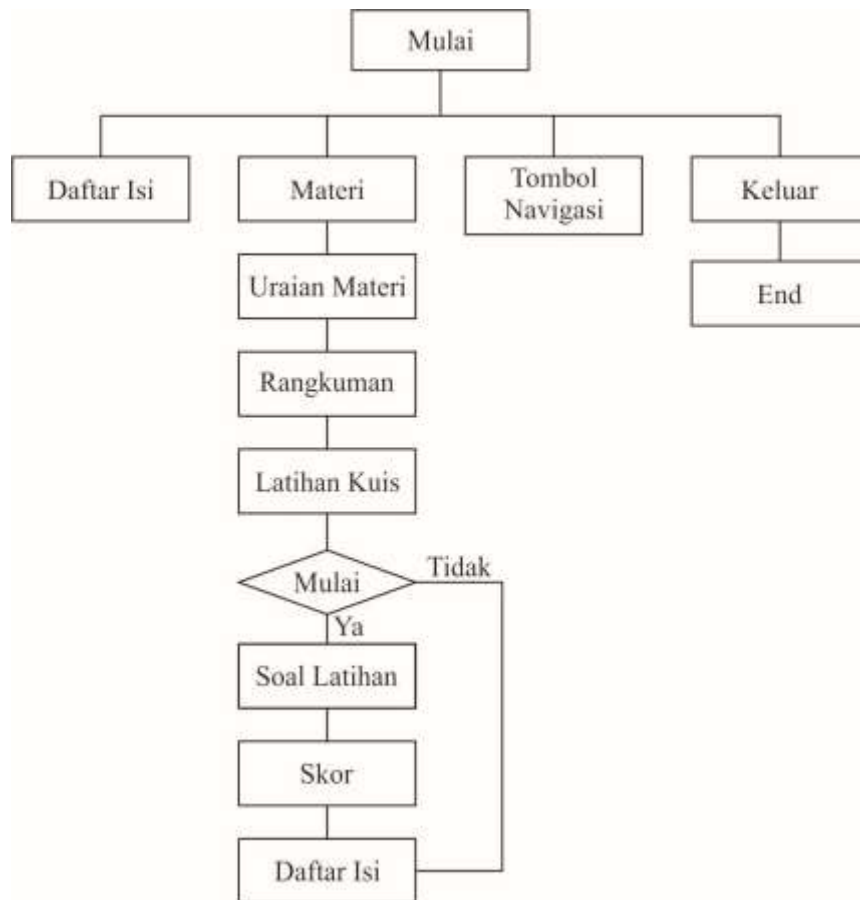 Mulai
Daftar Isi
Materi
Tombol
Navigasi
Keluar
Uraian Materi
End
Rangkuman
Latihan Kuis
Mulai
Tidak
Ya
Soal Latihan
Skor
Daftar Isi